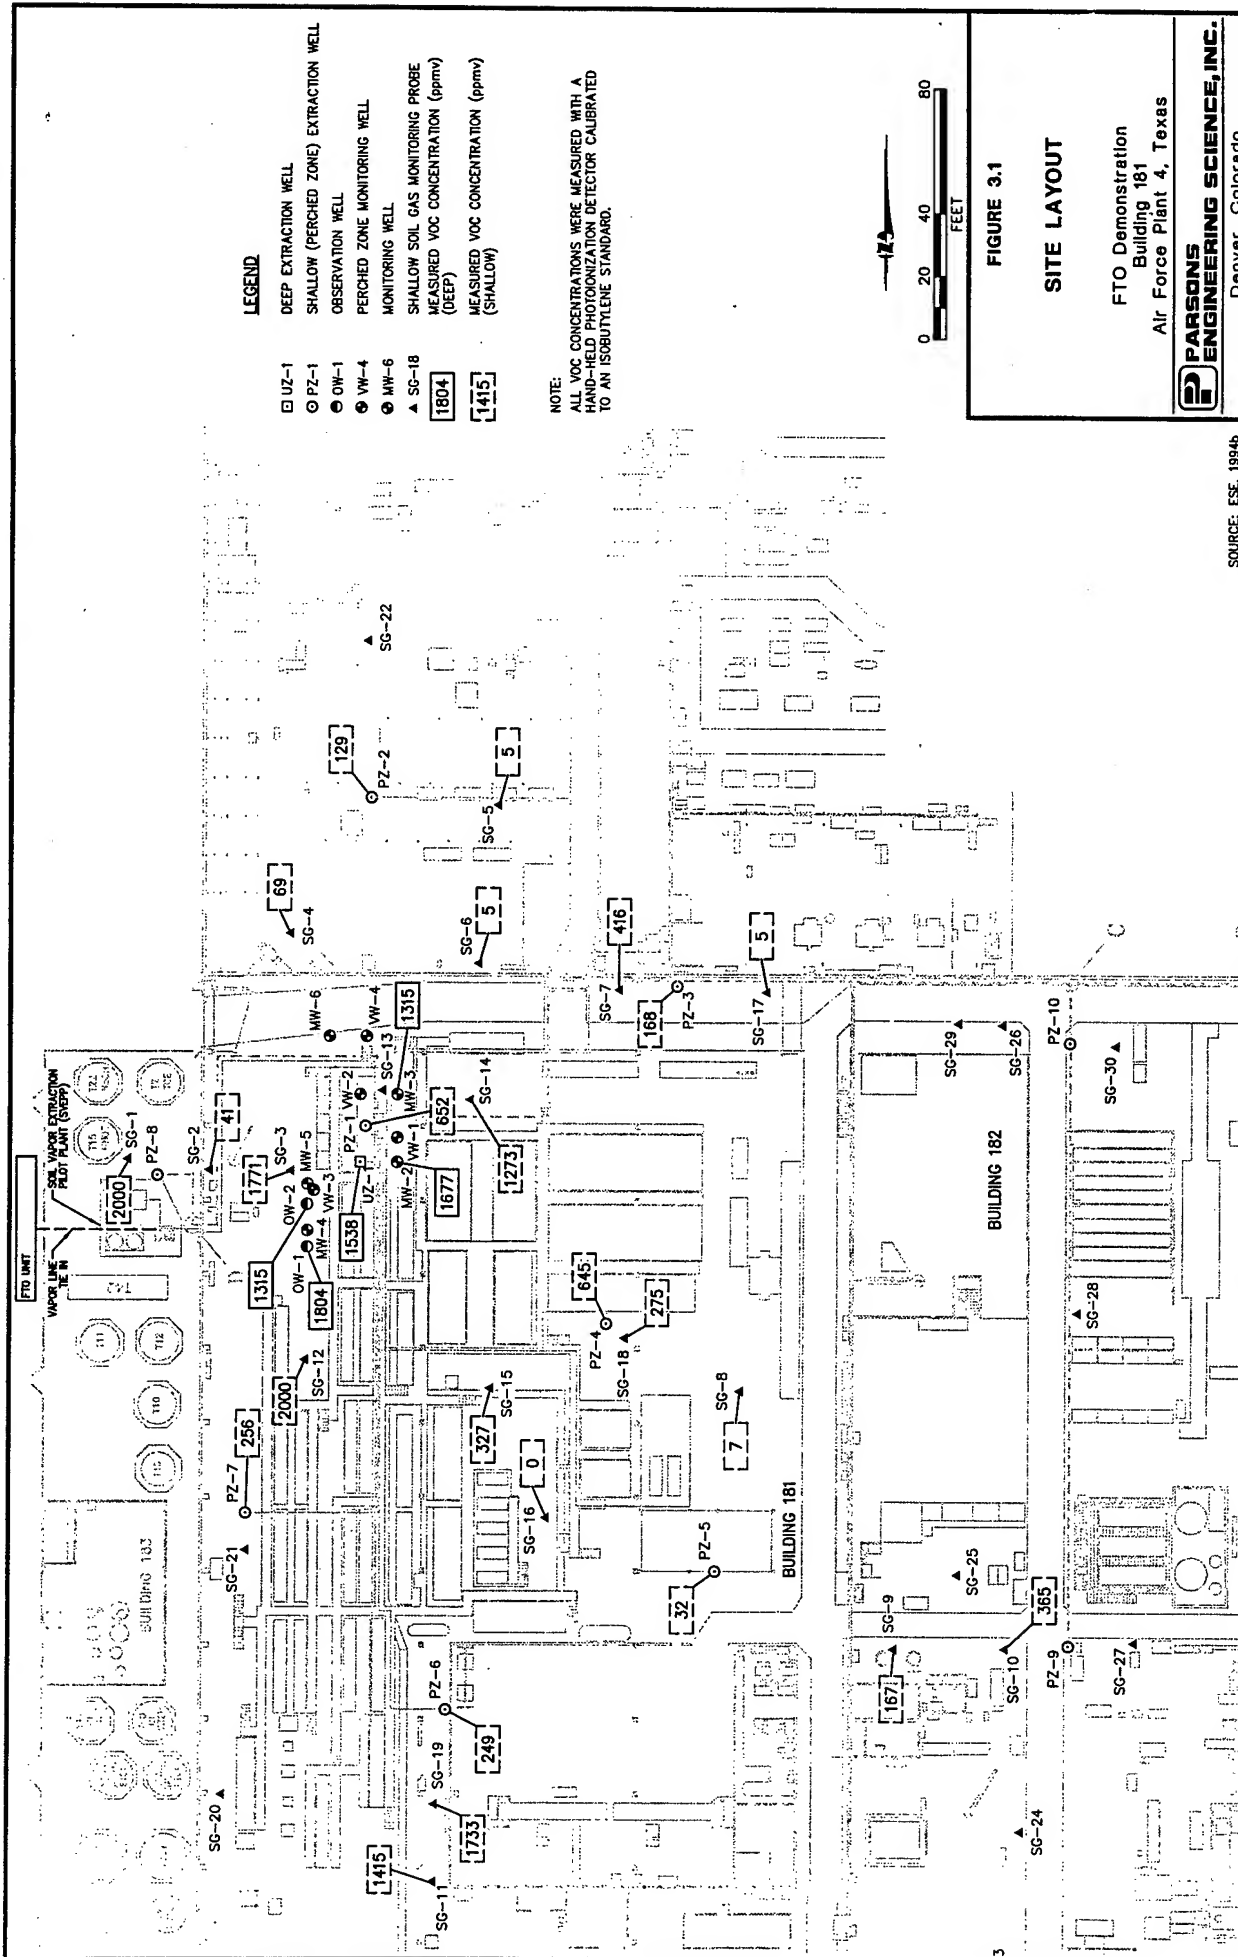 LEGEND
UZ-1 DEEP EXTRACTION WELL
PZ-1 SHALLOW (PERCHED ZONE) EXTRACTION WELL
OW-1 OBSERVATION WELL
VW-4 PERCHED ZONE MONITORING WELL
MW-6 MONITORING WELL
SG-18 SHALLOW SOIL GAS MONITORING PROBE
1804 MEASURED VOC CONCENTRATION (ppmv)
(DEEP)
1415 MEASURED VOC CONCENTRATION (ppmv)
(SHALLOW)
NOTE:
ALL VOC CONCENTRATIONS WERE MEASURED WITH A
HAND-HELD PHOTOIONIZATION DETECTOR CALIBRATED
TO AN ISOBUTYLENE STANDARD.
0 20 40 80
FEET
FIGURE 3.1
SITE LAYOUT
FTO Demonstration
Building 181
Air Force Plant 4, Texas
PARSONS
ENGINEERING SCIENCE, INC.
Denver, Colorado
SOURCE: ESE, 1994b
FTO UNIT
VAPOR LINE
TIE IN
SOIL VAPOR EXTRACTION
PILOT PLANT (SVEPP)
2000
SG-1
PZ-8
SG-2
41
T42
T11
T12
T10
BUILDING 183
SG-20
SG-21
PZ-7
256
2000
SG-12
1315
1804
OW-1
MW-4
OW-2
VW-3
MW-5
1771
SG-3
1538
UZ-1
PZ-1
652
VW-2
SG-13
MW-6
VW-4
1315
MW-3
VW-1
MW-2
1677
SG-14
1273
69
SG-4
129
PZ-2
SG-22
SG-5
5
SG-6
5
SG-7
416
168
PZ-3
SG-17
5
645
PZ-4
SG-18
275
327
SG-15
SG-16
0
SG-8
7
32
PZ-5
BUILDING 181
PZ-6
249
SG-19
1733
1415
SG-11
167
SG-9
SG-10
365
SG-25
SG-24
PZ-9
SG-27
SG-28
BUILDING 182
SG-29
SG-26
PZ-10
SG-30
C
D
3